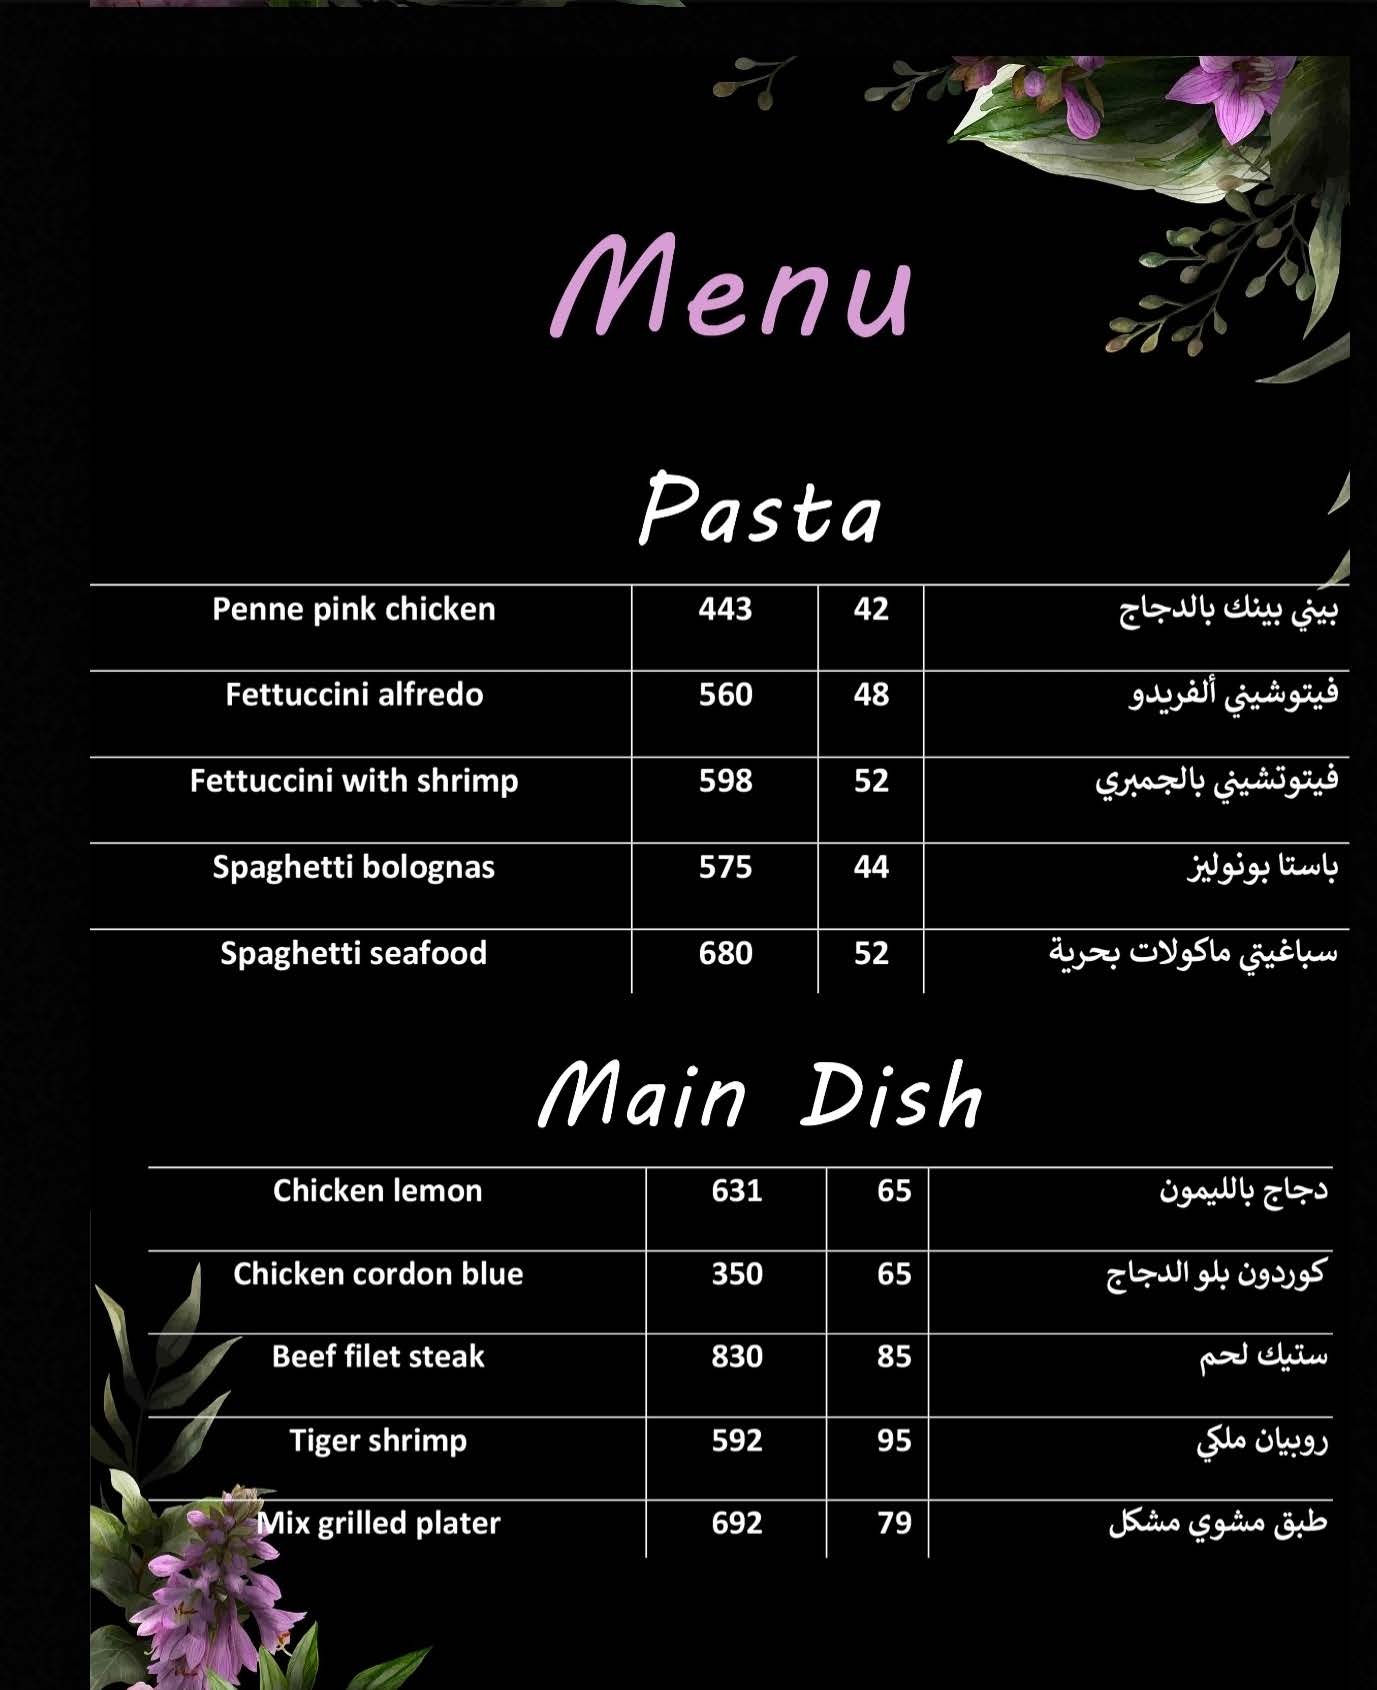 Menu
Pasta
Penne pink chicken 443 42 بيني بينك بالدجاج
Fettuccini alfredo 560 48 فيتوشيني ألفريدو
Fettuccini with shrimp 598 52 فيتوتشيني بالجمبري
Spaghetti bolognas 575 44 باستا بونوليز
Spaghetti seafood 680 52 سباغيتي ماكولات بحرية
Main Dish
Chicken lemon 631 65 دجاج بالليمون
Chicken cordon blue 350 65 كوردون بلو الدجاج
Beef filet steak 830 85 ستيك لحم
Tiger shrimp 592 95 روبيان ملكي
Mix grilled plater 692 79 طبق مشوي مشكل